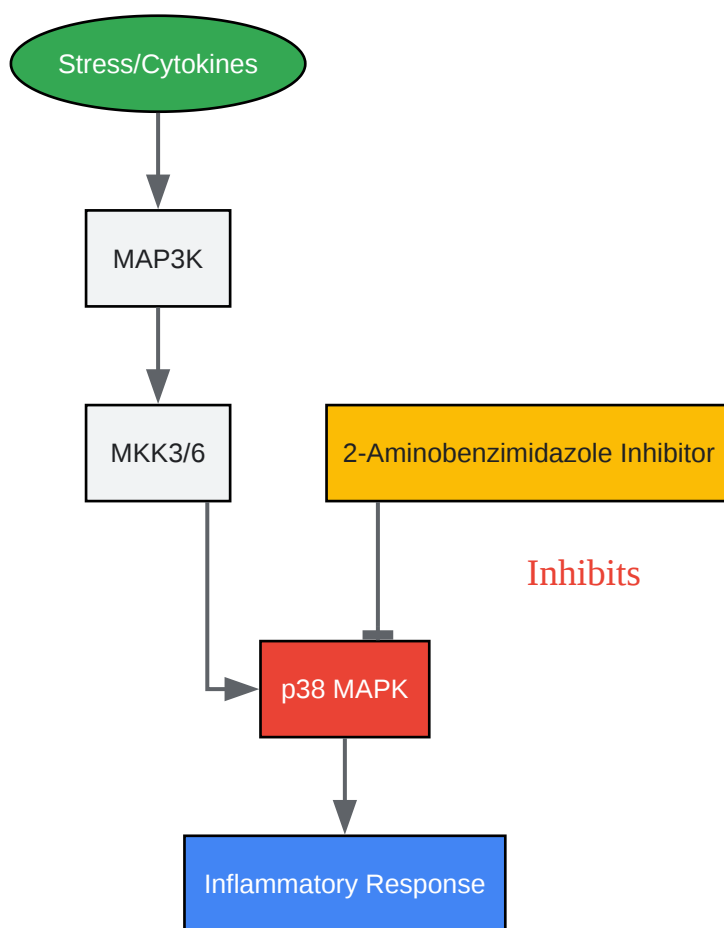 Stress/Cytokines
MAP3K
MKK3/6
2-Aminobenzimidazole Inhibitor
Inhibits
p38 MAPK
Inflammatory Response